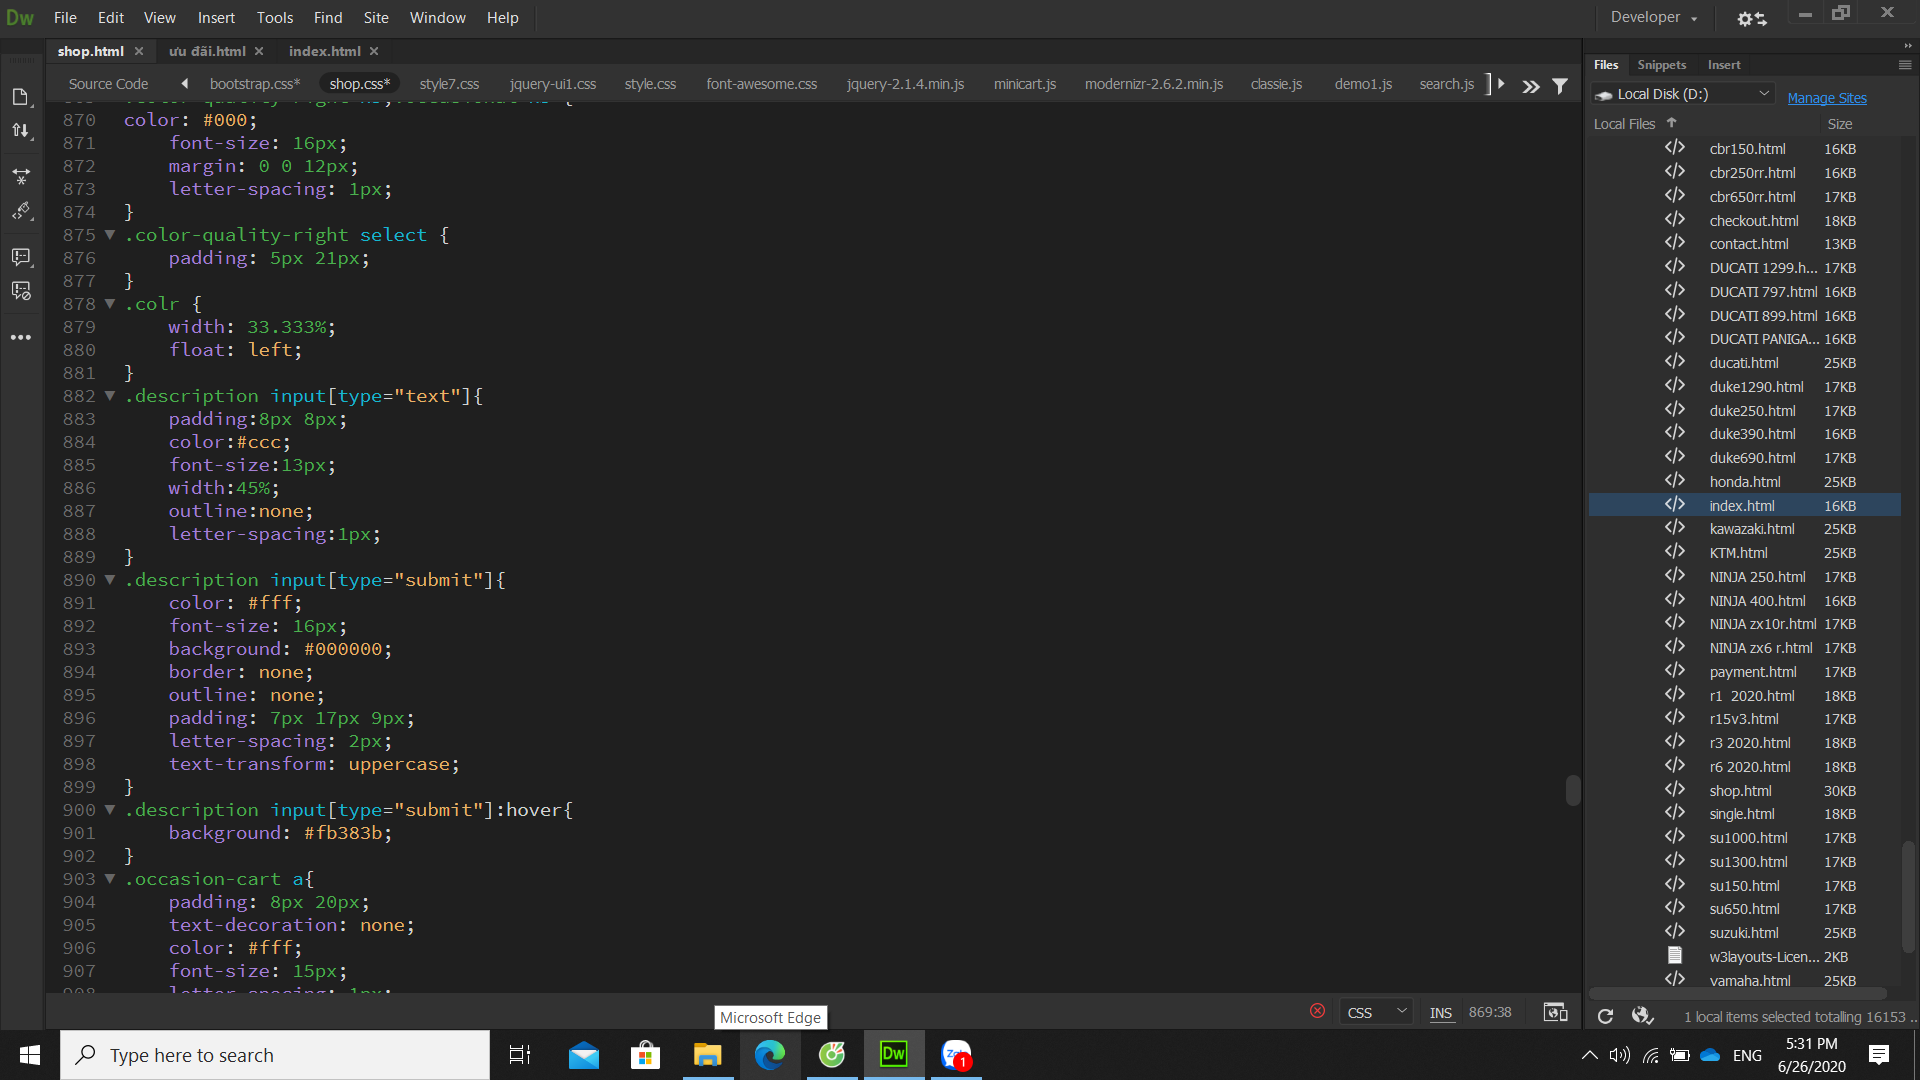 Dw File Edit View Insert Tools Find Site Window Help
Developer
shop.html ưu đãi.html index.html
Source Code bootstrap.css* shop.css* style7.css jquery-ui1.css style.css font-awesome.css jquery-2.1.4.min.js minicart.js modernizr-2.6.2.min.js classie.js demo1.js search.js
870 color: #000;
871 font-size: 16px;
872 margin: 0 0 12px;
873 letter-spacing: 1px;
874 }
875 .color-quality-right select {
876 padding: 5px 21px;
877 }
878 .colr {
879 width: 33.333%;
880 float: left;
881 }
882 .description input[type="text"]{
883 padding:8px 8px;
884 color:#ccc;
885 font-size:13px;
886 width:45%;
887 outline:none;
888 letter-spacing:1px;
889 }
890 .description input[type="submit"]{
891 color: #fff;
892 font-size: 16px;
893 background: #000000;
894 border: none;
895 outline: none;
896 padding: 7px 17px 9px;
897 letter-spacing: 2px;
898 text-transform: uppercase;
899 }
900 .description input[type="submit"]:hover{
901 background: #fb383b;
902 }
903 .occasion-cart a{
904 padding: 8px 20px;
905 text-decoration: none;
906 color: #fff;
907 font-size: 15px;
908 letter-spacing: 1px;
CSS INS 869:38
Files Snippets Insert
Local Disk (D:) Manage Sites
Local Files Size
cbr150.html 16KB
cbr250rr.html 16KB
cbr650rr.html 17KB
checkout.html 18KB
contact.html 13KB
DUCATI 1299.h... 17KB
DUCATI 797.html 16KB
DUCATI 899.html 16KB
DUCATI PANIGA... 16KB
ducati.html 25KB
duke1290.html 17KB
duke250.html 17KB
duke390.html 16KB
duke690.html 17KB
honda.html 25KB
index.html 16KB
kawazaki.html 25KB
KTM.html 25KB
NINJA 250.html 17KB
NINJA 400.html 16KB
NINJA zx10r.html 17KB
NINJA zx6 r.html 17KB
payment.html 17KB
r1 2020.html 18KB
r15v3.html 17KB
r3 2020.html 18KB
r6 2020.html 18KB
shop.html 30KB
single.html 18KB
su1000.html 17KB
su1300.html 17KB
su150.html 17KB
su650.html 17KB
suzuki.html 25KB
w3layouts-Licen... 2KB
yamaha.html 25KB
1 local items selected totalling 16153 ..
Microsoft Edge
Type here to search
Dw
1
ENG
5:31 PM
6/26/2020